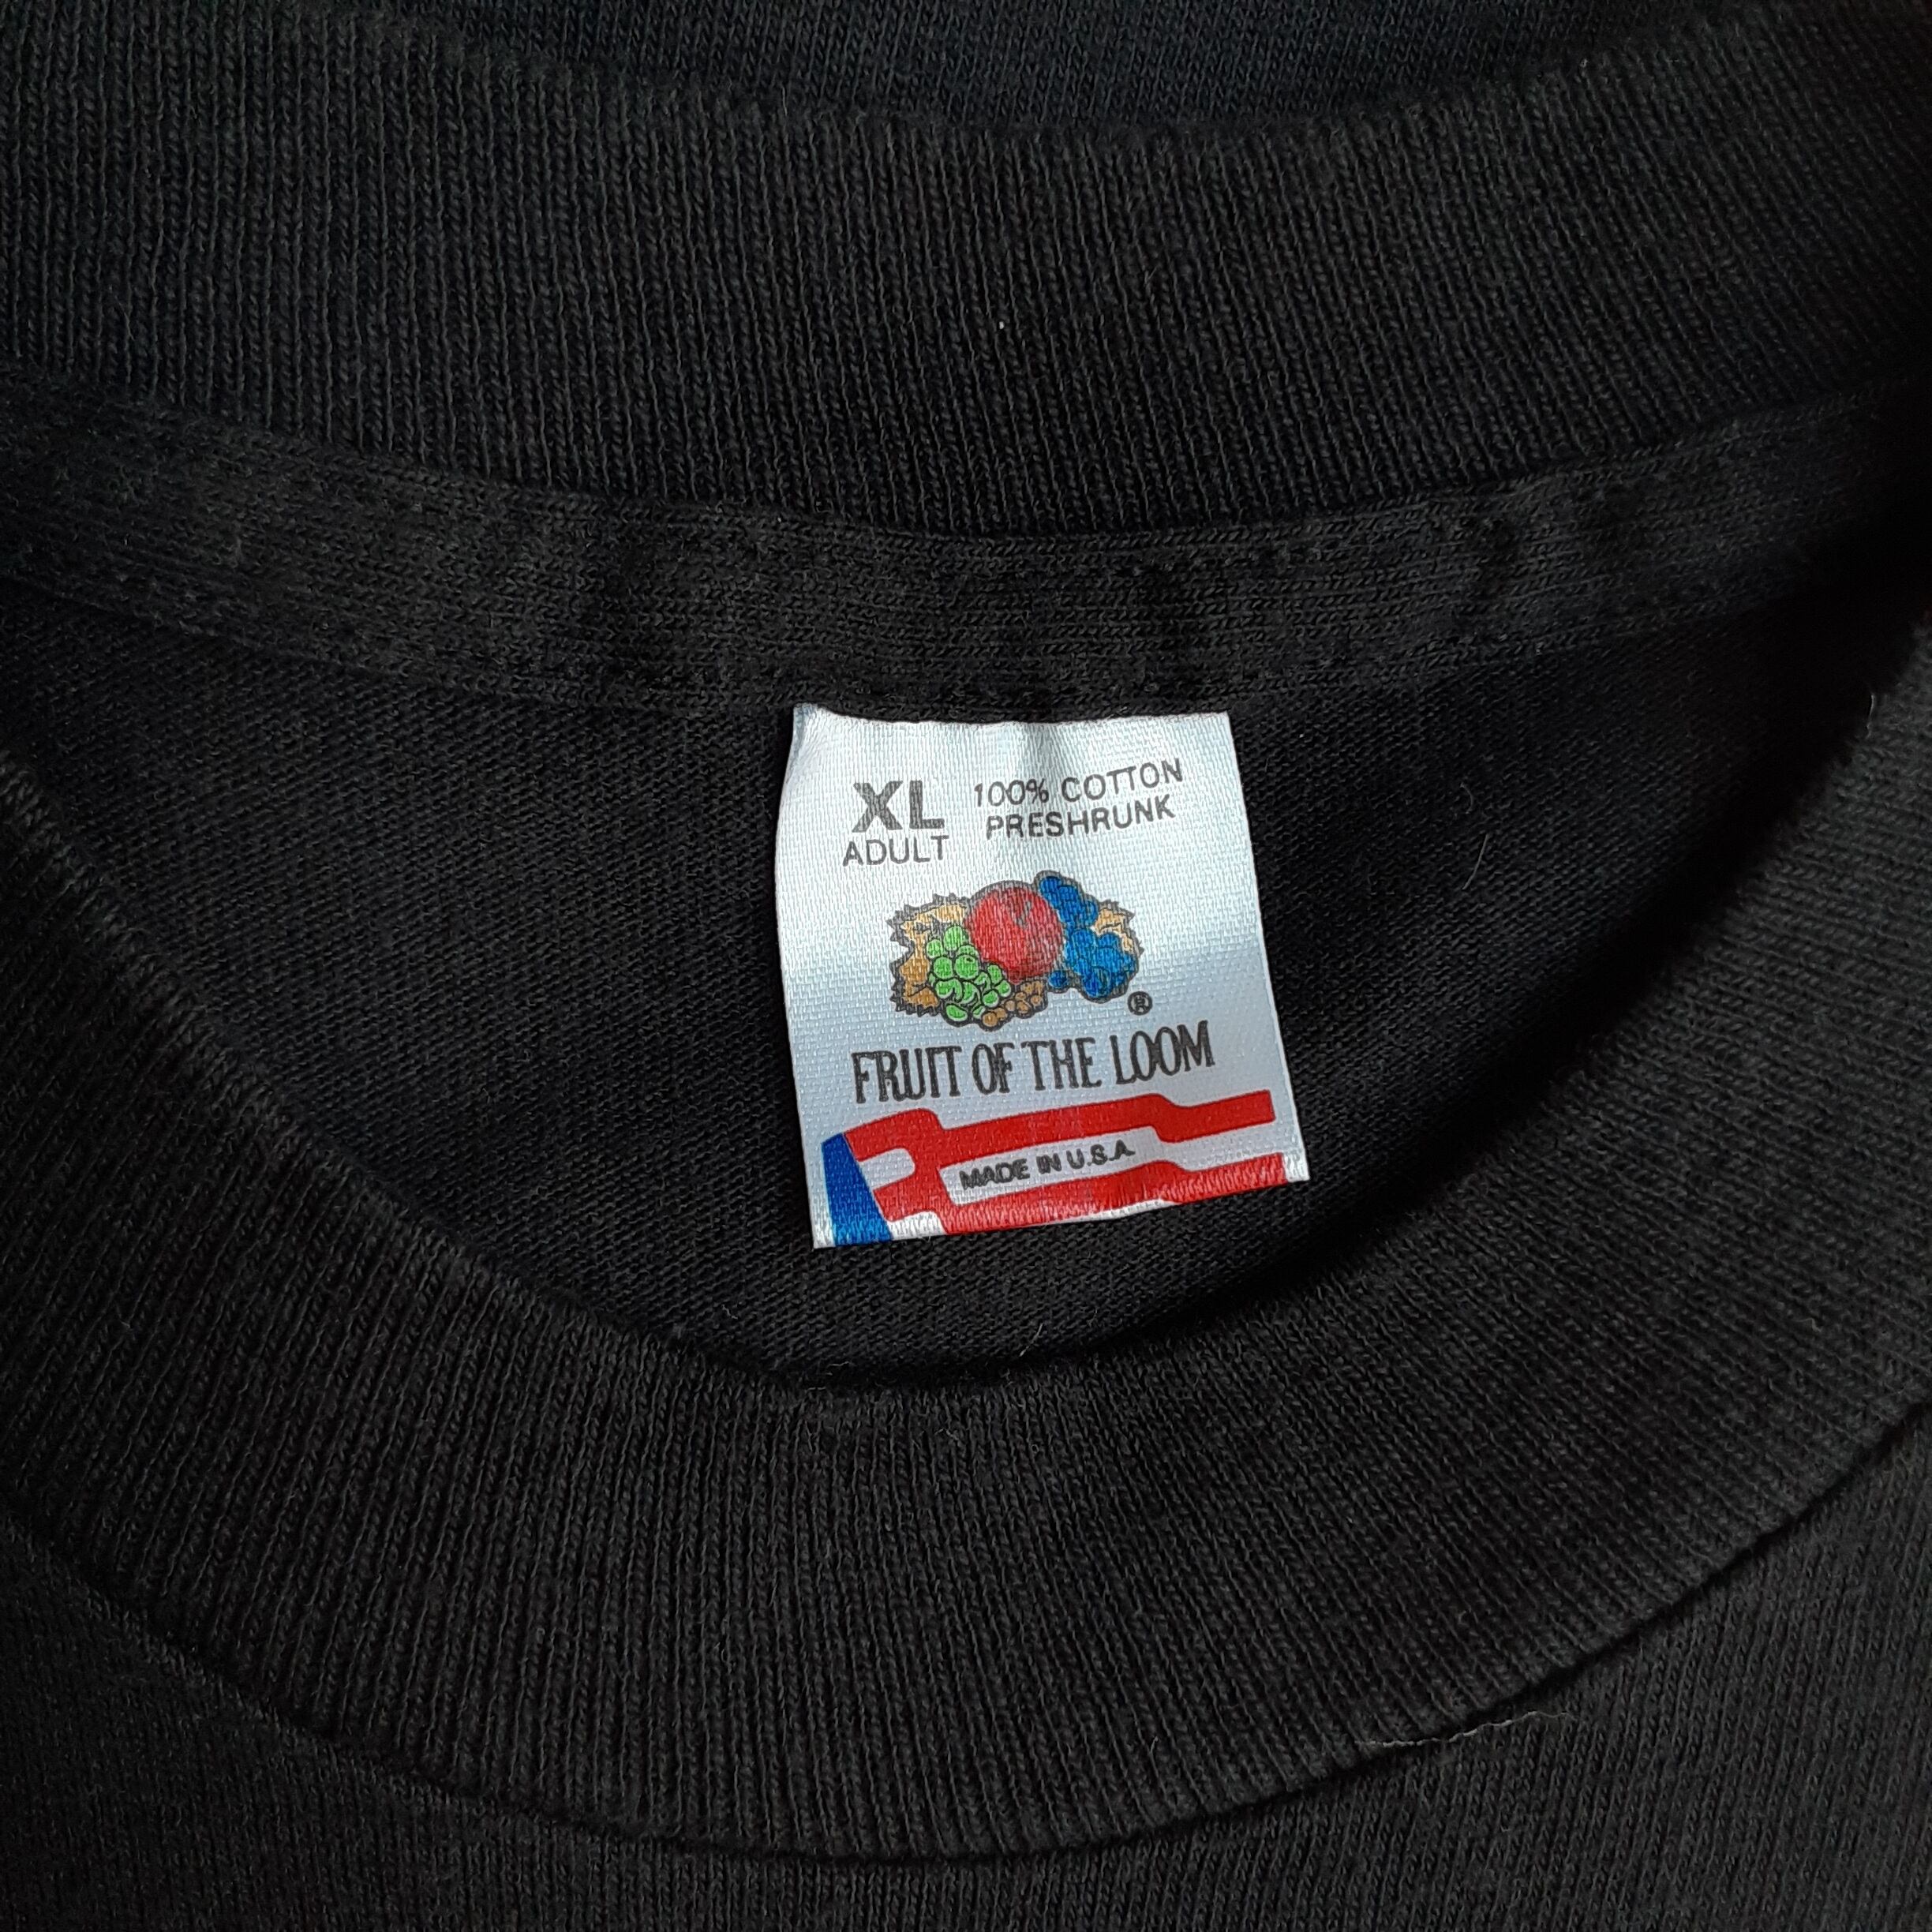 XL
ADULT
100% COTTON
PRESHRUNK
®
FRUIT OF THE LOOM
MADE IN U.S.A.